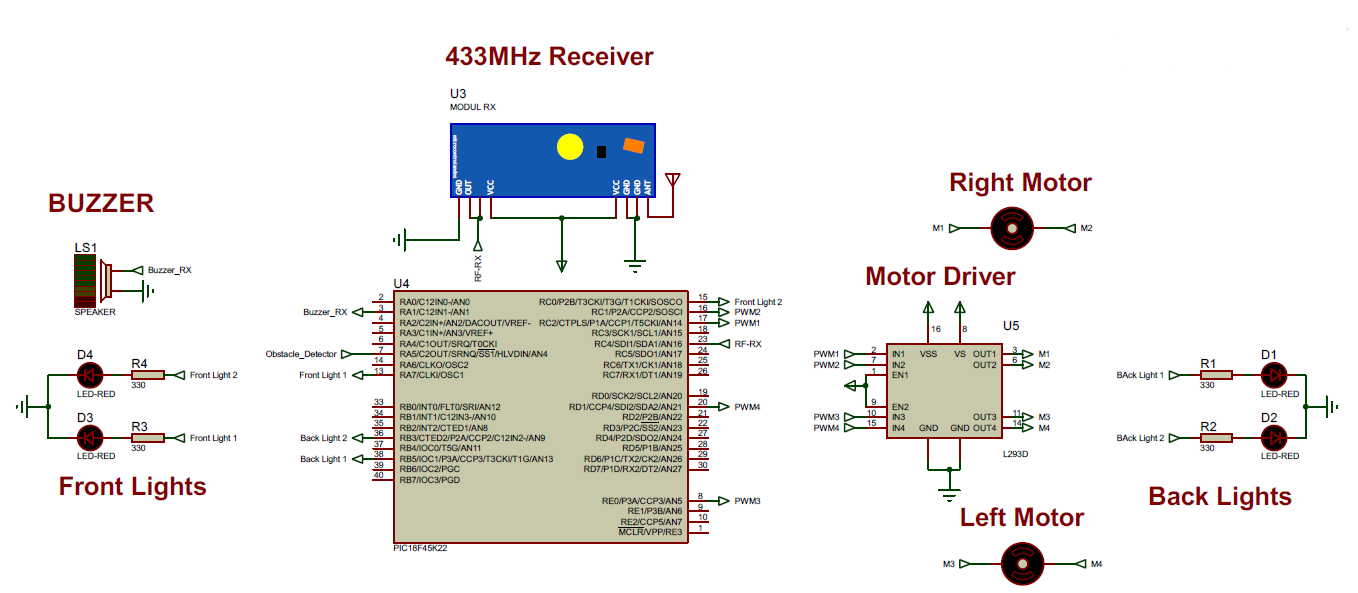 433MHz Receiver
U3
MODUL RX
GND
OUT
VCC
VCC
GND
GND
ANT
RF-RX
BUZZER
LS1
Buzzer_RX
SPEAKER
D4
R4
Front Light 2
330
LED-RED
D3
R3
Front Light 1
330
LED-RED
Front Lights
U4
2 RA0/C12IN0-/AN0
Buzzer_RX 3 RA1/C12IN1-/AN1
4 RA2/C2IN+/AN2/DACOUT/VREF-
5 RA3/C1IN+/AN3/VREF+
6 RA4/C1OUT/SRQ/T0CKI
Obstacle_Detector 7 RA5/C2OUT/SRNQ/SS1/HLVDIN/AN4
14 RA6/CLKO/OSC2
Front Light 1 13 RA7/CLKI/OSC1
33 RB0/INT0/FLT0/SRI/AN12
34 RB1/INT1/C12IN3-/AN10
35 RB2/INT2/CTED1/AN8
Back Light 2 36 RB3/CTED2/P2A/CCP2/C12IN2-/AN9
37 RB4/IOC0/T5G/AN11
Back Light 1 38 RB5/IOC1/P3A/CCP3/T3CKI/T1G/AN13
39 RB6/IOC2/PGC
40 RB7/IOC3/PGD
RC0/P2B/T3CKI/T3G/T1CKI/SOSCO 15 Front Light 2
RC1/P2A/CCP2/SOSCI 16 PWM2
RC2/CTPLS/P1A/CCP1/T5CKI/AN14 17 PWM1
RC3/SCK1/SCL1/AN15 18
RC4/SDI1/SDA1/AN16 23 RF-RX
RC5/SDO1/AN17 24
RC6/TX1/CK1/AN18 25
RC7/RX1/DT1/AN19 26
RD0/SCK2/SCL2/AN20 19
RD1/CCP4/SDI2/SDA2/AN21 20 PWM4
RD2/P2B/AN22 21
RD3/P2C/SS2/AN23 22
RD4/P2D/SDO2/AN24 27
RD5/P1B/AN25 28
RD6/P1C/TX2/CK2/AN26 29
RD7/P1D/RX2/DT2/AN27 30
RE0/P3A/CCP3/AN5 8 PWM3
RE1/P3B/AN6 9
RE2/CCP5/AN7 10
MCLR/VPP/RE3 1
PIC18F45K22
Right Motor
M1
M2
Motor Driver
U5
16
8
PWM1 2 IN1
PWM2 7 IN2
1 EN1
9 EN2
PWM3 10 IN3
PWM4 15 IN4
VSS
VS
OUT1 3 M1
OUT2 6 M2
OUT3 11 M3
OUT4 14 M4
GND
GND
L293D
Left Motor
M3
M4
R1
D1
BAck Light 1
330
LED-RED
R2
D2
BAck Light 2
330
LED-RED
Back Lights